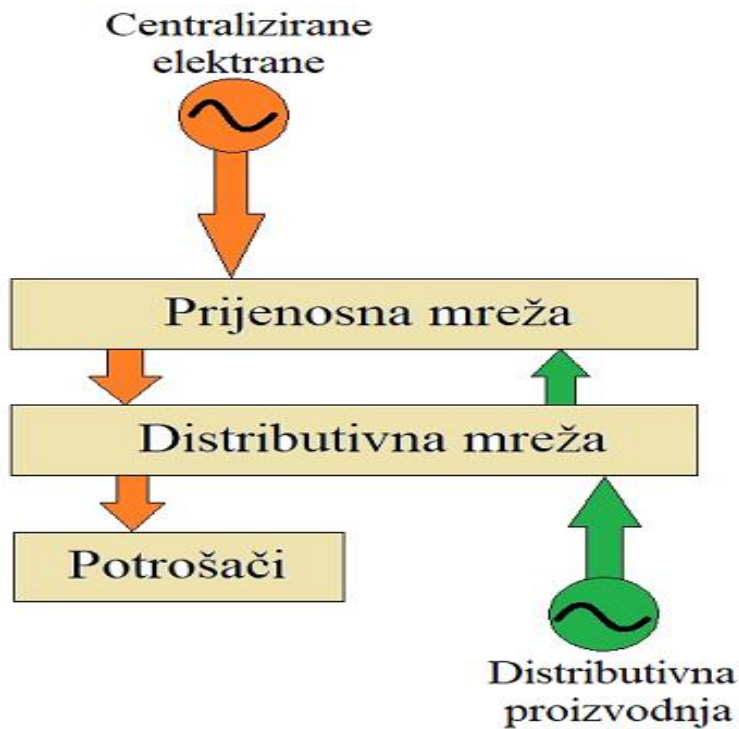 Centralizirane
elektrane
Prijenosna mreža
Distributivna mreža
Potrošači
Distributivna
proizvodnja